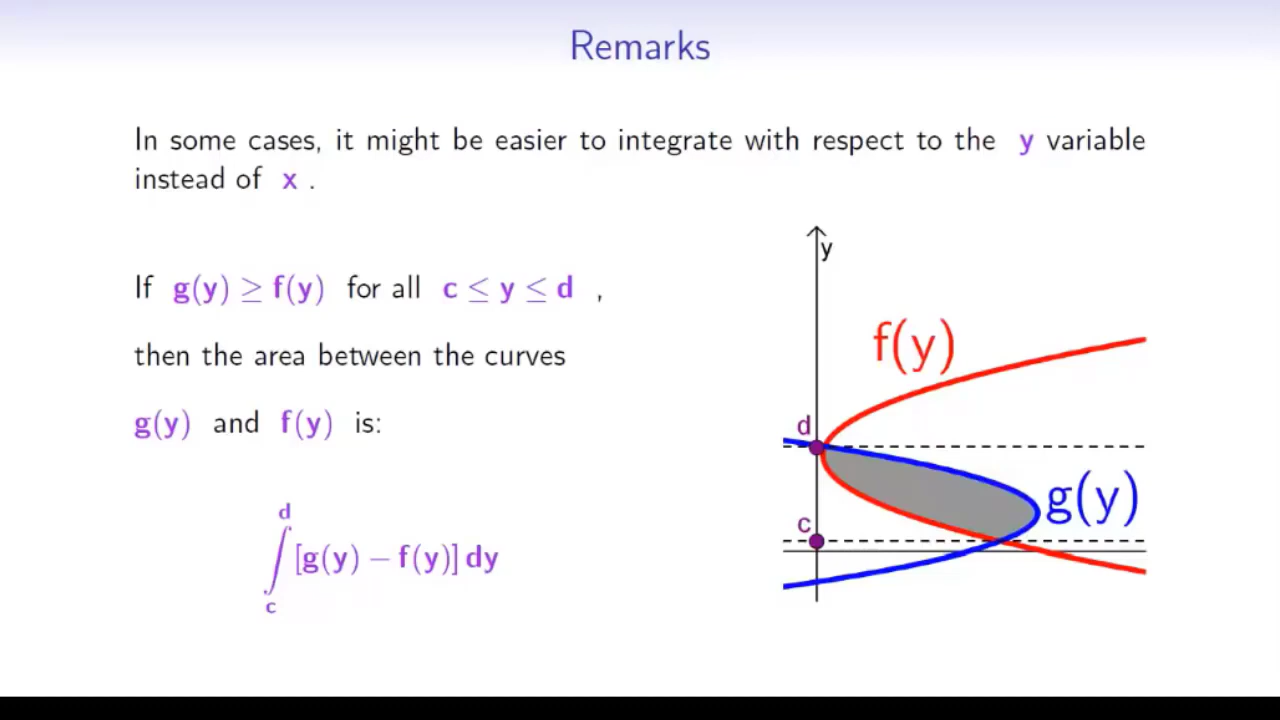 Remarks
In some cases, it might be easier to integrate with respect to the y variable
instead of x .
If g(y) ≥ f(y) for all c ≤ y ≤ d ,
then the area between the curves
g(y) and f(y) is:
d
∫ [g(y) − f(y)] dy
c
y
f(y)
d
g(y)
c